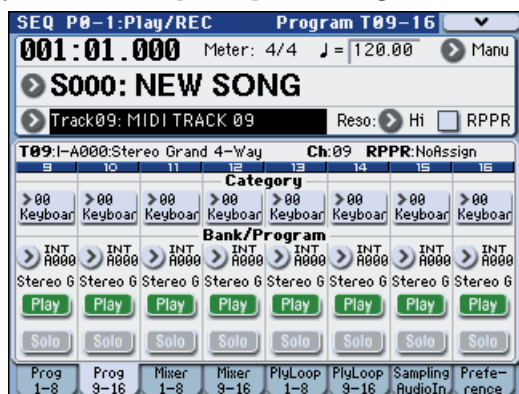 SEQ P0-1:Play/REC Program T09-16
001:01.000 Meter: 4/4 ♩= 120.00 Manu
S000: NEW SONG
Track09: MIDI TRACK 09 Reso: Hi RPPR
T09:I-A000:Stereo Grand 4-Way Ch:09 RPPR:NoAssign
9 10 11 12 13 14 15 16
Category
>00 >00 >00 >00 >00 >00 >00 >00
Keyboar Keyboar Keyboar Keyboar Keyboar Keyboar Keyboar Keyboar
Bank/Program
INT INT INT INT INT INT INT INT
A000 A000 A000 A000 A000 A000 A000 A000
Stereo G Stereo G Stereo G Stereo G Stereo G Stereo G Stereo G Stereo G
Play Play Play Play Play Play Play Play
Solo Solo Solo Solo Solo Solo Solo Solo
Prog Prog Mixer Mixer PlyLoop PlyLoop Sampling Prefe-
1-8 9-16 1-8 9-16 1-8 9-16 AudioIn rence